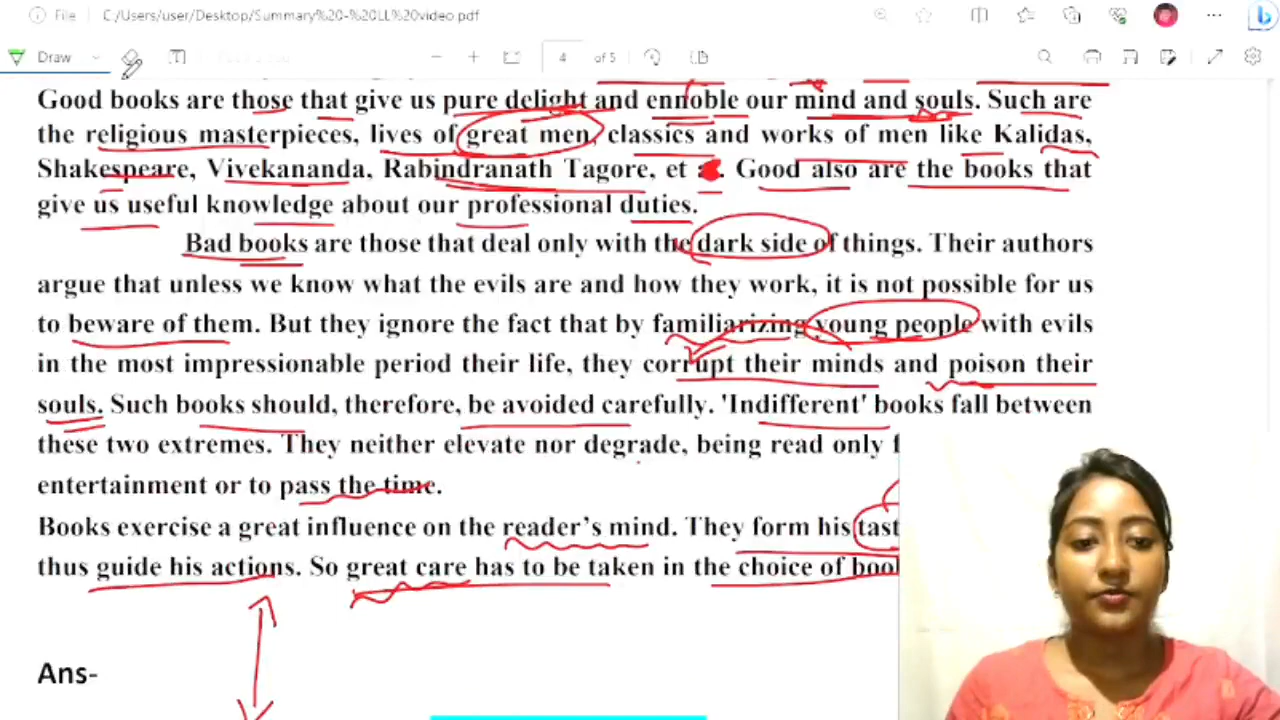 File
C:/Users/user/Desktop/Summary%20-%20LL%20video.pdf
Draw
4 of 5
Good books are those that give us pure delight and ennoble our mind and souls. Such are
the religious masterpieces, lives of great men, classics and works of men like Kalidas,
Shakespeare, Vivekananda, Rabindranath Tagore, et Good also are the books that
give us useful knowledge about our professional duties.
Bad books are those that deal only with the dark side of things. Their authors
argue that unless we know what the evils are and how they work, it is not possible for us
to beware of them. But they ignore the fact that by familiarizing young people with evils
in the most impressionable period their life, they corrupt their minds and poison their
souls. Such books should, therefore, be avoided carefully. 'Indifferent' books fall between
these two extremes. They neither elevate nor degrade, being read only
entertainment or to pass the time.
Books exercise a great influence on the reader's mind. They form his
thus guide his actions. So great care has to be taken in the choice of
Ans-